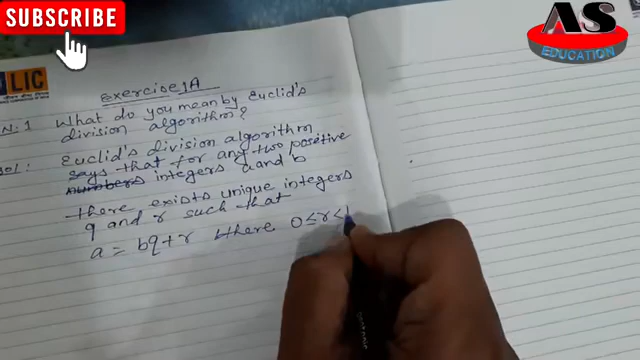 SUBSCRIBE
AS
EDUCATION
LIC
Exercise 1A
N:1 What do you mean by Euclid's
division algorithm?
Sol: Euclid's division algorithm
says that for any two positive
numbers integers a and b
there exists unique integers
q and r such that
a = bq + r where 0 ≤ r <